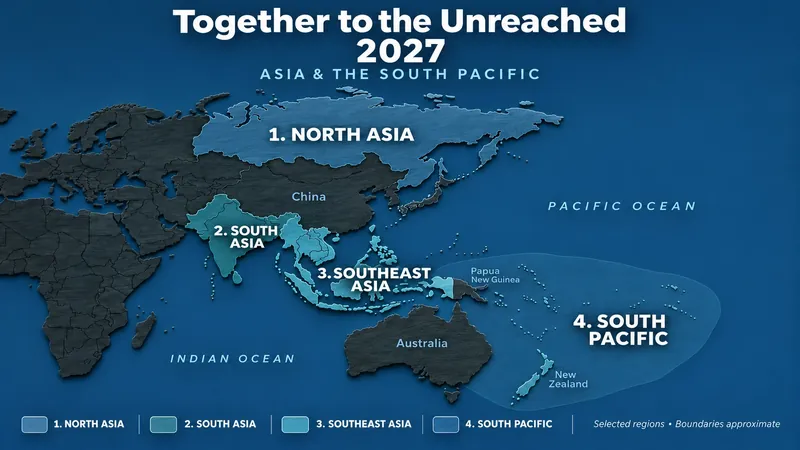 Together to the Unreached
2027
ASIA & THE SOUTH PACIFIC
1. NORTH ASIA
China
PACIFIC OCEAN
2. SOUTH
ASIA
3. SOUTHEAST
ASIA
Papua
New Guinea
4. SOUTH
PACIFIC
Australia
INDIAN OCEAN
New
Zealand
1. NORTH ASIA
2. SOUTH ASIA
3. SOUTHEAST ASIA
4. SOUTH PACIFIC
Selected regions • Boundaries approximate